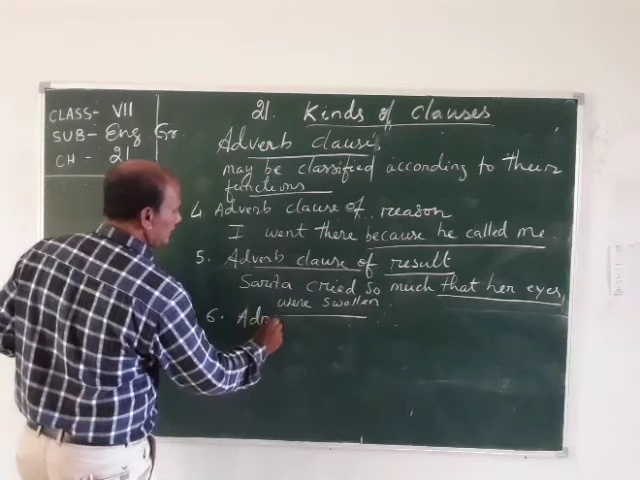 CLASS- VII
SUB- Eng Gr.
CH - 21
21. Kinds of Clauses
Adverb clause
may be classified according to their
functions
4. Adverb clause of reason
I went there because he called me.
5. Adverb clause of result
Sarita cried so much that her eyes
were swollen.
6. Adv